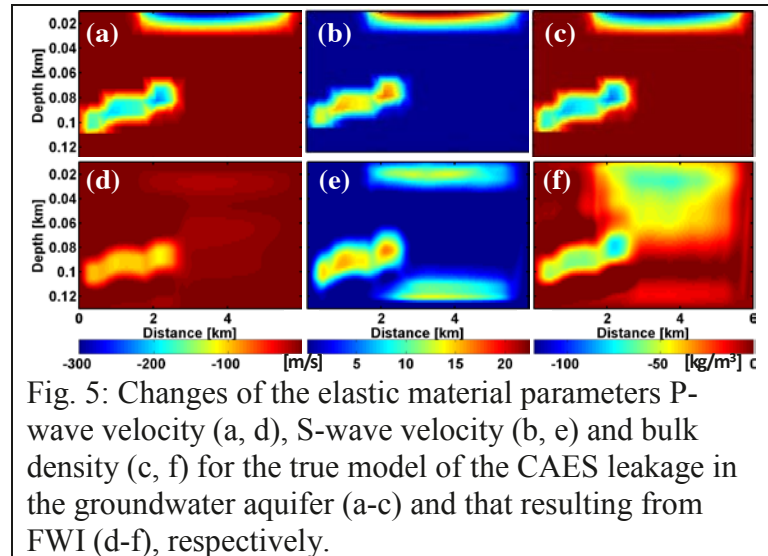 0.02
0.04
0.06
0.08
0.1
0.12
Depth [km]
(a)
(b)
(c)
0.02
0.04
0.06
0.08
0.1
0.12
Depth [km]
(d)
(e)
(f)
0 2 4
2 4
2 4 6
Distance [km]
Distance [km]
Distance [km]
-300 -200 -100 [m/s]
5 10 15 20
-100 -50 [kg/m³]
Fig. 5: Changes of the elastic material parameters P-
wave velocity (a, d), S-wave velocity (b, e) and bulk
density (c, f) for the true model of the CAES leakage in
the groundwater aquifer (a-c) and that resulting from
FWI (d-f), respectively.